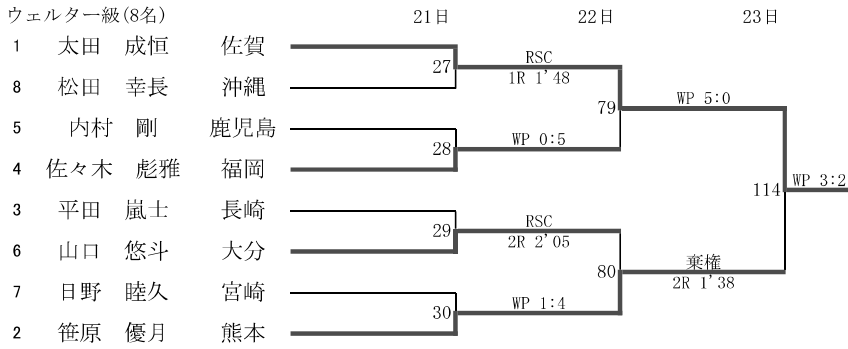 ウェルター級(8名) 21日 22日 23日
1 太田 成恒 佐賀
27 RSC
1R 1'48
8 松田 幸長 沖縄
79 WP 5:0
5 内村 剛 鹿児島
28 WP 0:5
4 佐々木 彪雅 福岡
114 WP 3:2
3 平田 嵐士 長崎
29 RSC
2R 2'05
6 山口 悠斗 大分
80 棄権
2R 1'38
7 日野 睦久 宮崎
30 WP 1:4
2 笹原 優月 熊本